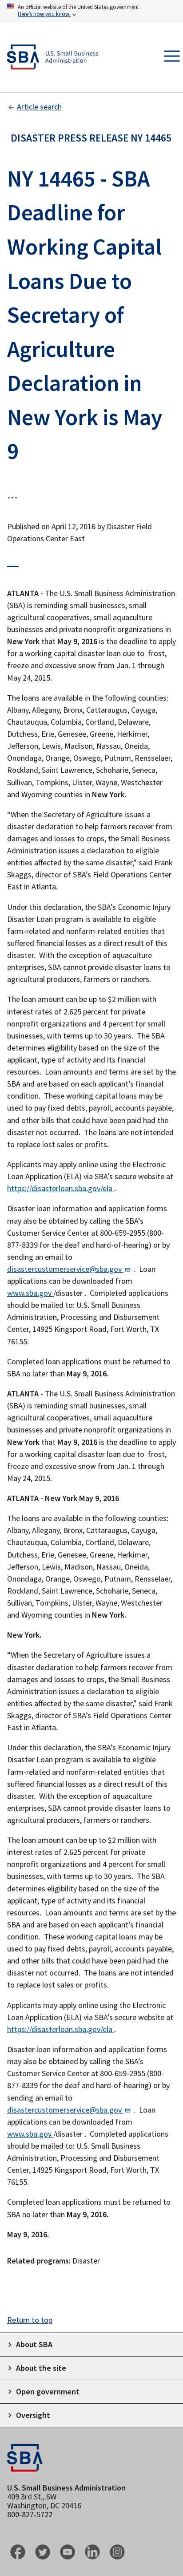 An official website of the United States government
Here's how you know
SBA
U.S. Small Business
Administration
Article search
DISASTER PRESS RELEASE NY 14465
NY 14465 - SBA
Deadline for
Working Capital
Loans Due to
Secretary of
Agriculture
Declaration in
New York is May
9
...
Published on April 12, 2016 by Disaster Field
Operations Center East
ATLANTA - The U.S. Small Business Administration
(SBA) is reminding small businesses, small
agricultural cooperatives, small aquaculture
businesses and private nonprofit organizations in
New York that May 9, 2016 is the deadline to apply
for a working capital disaster loan due to frost,
freeze and excessive snow from Jan. 1 through
May 24, 2015.
The loans are available in the following counties:
Albany, Allegany, Bronx, Cattaraugus, Cayuga,
Chautauqua, Columbia, Cortland, Delaware,
Dutchess, Erie, Genesee, Greene, Herkimer,
Jefferson, Lewis, Madison, Nassau, Oneida,
Onondaga, Orange, Oswego, Putnam, Rensselaer,
Rockland, Saint Lawrence, Schoharie, Seneca,
Sullivan, Tompkins, Ulster, Wayne, Westchester
and Wyoming counties in New York.
“When the Secretary of Agriculture issues a
disaster declaration to help farmers recover from
damages and losses to crops, the Small Business
Administration issues a declaration to eligible
entities affected by the same disaster,” said Frank
Skaggs, director of SBA’s Field Operations Center
East in Atlanta.
Under this declaration, the SBA’s Economic Injury
Disaster Loan program is available to eligible
farm-related and nonfarm-related entities that
suffered financial losses as a direct result of this
disaster. With the exception of aquaculture
enterprises, SBA cannot provide disaster loans to
agricultural producers, farmers or ranchers.
The loan amount can be up to $2 million with
interest rates of 2.625 percent for private
nonprofit organizations and 4 percent for small
businesses, with terms up to 30 years. The SBA
determines eligibility based on the size of the
applicant, type of activity and its financial
resources. Loan amounts and terms are set by the
SBA and are based on each applicant’s financial
condition. These working capital loans may be
used to pay fixed debts, payroll, accounts payable,
and other bills that could have been paid had the
disaster not occurred. The loans are not intended
to replace lost sales or profits.
Applicants may apply online using the Electronic
Loan Application (ELA) via SBA’s secure website at
https://disasterloan.sba.gov/ela .
Disaster loan information and application forms
may also be obtained by calling the SBA’s
Customer Service Center at 800-659-2955 (800-
877-8339 for the deaf and hard-of-hearing) or by
sending an email to
disastercustomerservice@sba.gov . Loan
applications can be downloaded from
www.sba.gov /disaster . Completed applications
should be mailed to: U.S. Small Business
Administration, Processing and Disbursement
Center, 14925 Kingsport Road, Fort Worth, TX
76155.
Completed loan applications must be returned to
SBA no later than May 9, 2016.
ATLANTA - The U.S. Small Business Administration
(SBA) is reminding small businesses, small
agricultural cooperatives, small aquaculture
businesses and private nonprofit organizations in
New York that May 9, 2016 is the deadline to apply
for a working capital disaster loan due to frost,
freeze and excessive snow from Jan. 1 through
May 24, 2015.
ATLANTA - New York May 9, 2016
The loans are available in the following counties:
Albany, Allegany, Bronx, Cattaraugus, Cayuga,
Chautauqua, Columbia, Cortland, Delaware,
Dutchess, Erie, Genesee, Greene, Herkimer,
Jefferson, Lewis, Madison, Nassau, Oneida,
Onondaga, Orange, Oswego, Putnam, Rensselaer,
Rockland, Saint Lawrence, Schoharie, Seneca,
Sullivan, Tompkins, Ulster, Wayne, Westchester
and Wyoming counties in New York.
New York.
“When the Secretary of Agriculture issues a
disaster declaration to help farmers recover from
damages and losses to crops, the Small Business
Administration issues a declaration to eligible
entities affected by the same disaster,” said Frank
Skaggs, director of SBA’s Field Operations Center
East in Atlanta.
Under this declaration, the SBA’s Economic Injury
Disaster Loan program is available to eligible
farm-related and nonfarm-related entities that
suffered financial losses as a direct result of this
disaster. With the exception of aquaculture
enterprises, SBA cannot provide disaster loans to
agricultural producers, farmers or ranchers.
The loan amount can be up to $2 million with
interest rates of 2.625 percent for private
nonprofit organizations and 4 percent for small
businesses, with terms up to 30 years. The SBA
determines eligibility based on the size of the
applicant, type of activity and its financial
resources. Loan amounts and terms are set by the
SBA and are based on each applicant’s financial
condition. These working capital loans may be
used to pay fixed debts, payroll, accounts payable,
and other bills that could have been paid had the
disaster not occurred. The loans are not intended
to replace lost sales or profits.
Applicants may apply online using the Electronic
Loan Application (ELA) via SBA’s secure website at
https://disasterloan.sba.gov/ela .
Disaster loan information and application forms
may also be obtained by calling the SBA’s
Customer Service Center at 800-659-2955 (800-
877-8339 for the deaf and hard-of-hearing) or by
sending an email to
disastercustomerservice@sba.gov . Loan
applications can be downloaded from
www.sba.gov /disaster . Completed applications
should be mailed to: U.S. Small Business
Administration, Processing and Disbursement
Center, 14925 Kingsport Road, Fort Worth, TX
76155.
Completed loan applications must be returned to
SBA no later than May 9, 2016.
May 9, 2016.
Related programs: Disaster
Return to top
About SBA
About the site
Open government
Oversight
SBA
U.S. Small Business Administration
409 3rd St., SW
Washington, DC 20416
800-827-5722